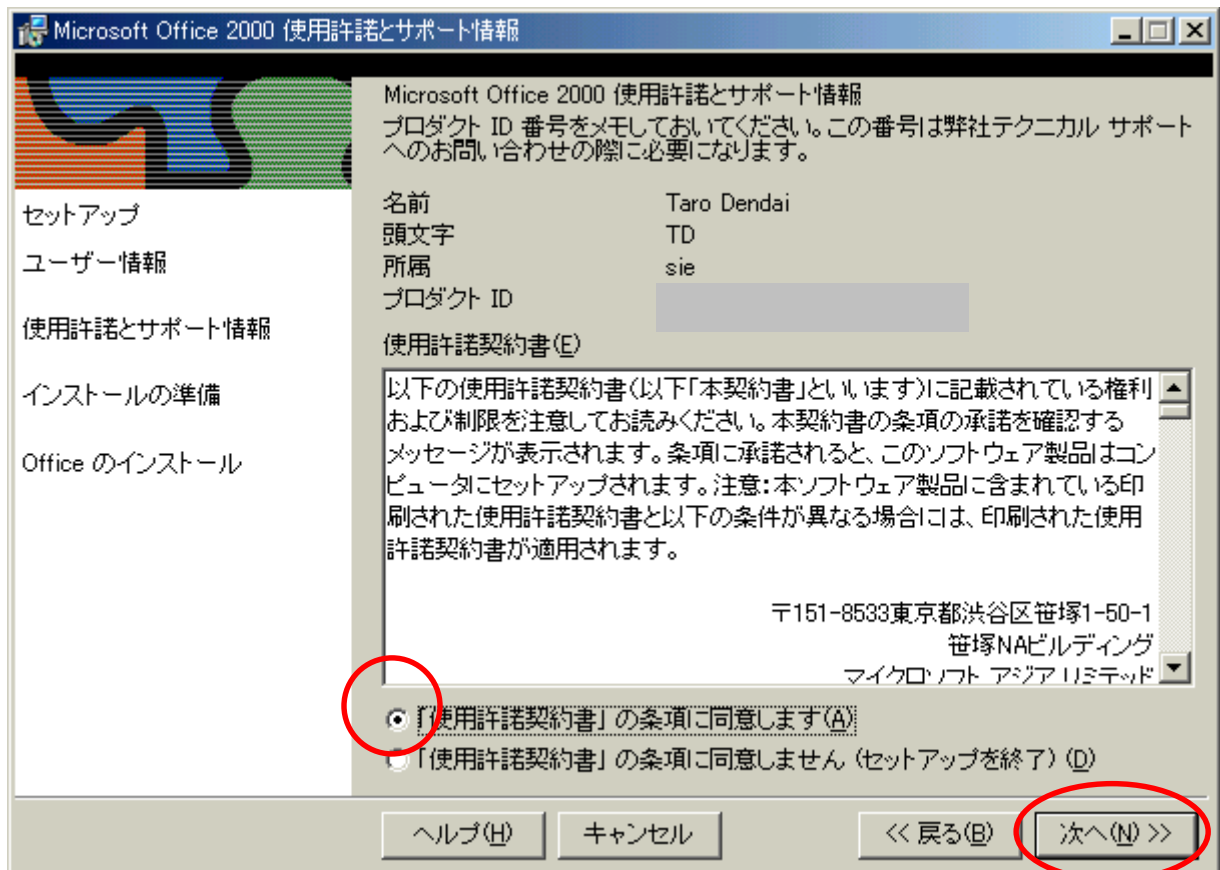 Microsoft Office 2000 使用許諾とサポート情報
Microsoft Office 2000 使用許諾とサポート情報
プロダクト ID 番号をメモしておいてください。この番号は弊社テクニカル サポート
へのお問い合わせの際に必要になります。
セットアップ
ユーザー情報
使用許諾とサポート情報
インストールの準備
Office のインストール
名前 Taro Dendai
頭文字 TD
所属 sie
プロダクト ID
使用許諾契約書(E)
以下の使用許諾契約書(以下「本契約書」といいます)に記載されている権利
および制限を注意してお読みください。本契約書の条項の承諾を確認する
メッセージが表示されます。条項に承諾されると、このソフトウェア製品はコン
ピュータにセットアップされます。注意:本ソフトウェア製品に含まれている印
刷された使用許諾契約書と以下の条件が異なる場合には、印刷された使用
許諾契約書が適用されます。
〒151-8533東京都渋谷区笹塚1-50-1
笹塚NAビルディング
マイクロソフト アジア リミテッド
「使用許諾契約書」の条項に同意します(A)
「使用許諾契約書」の条項に同意しません (セットアップを終了) (D)
ヘルプ(H) キャンセル << 戻る(B) 次へ(N) >>